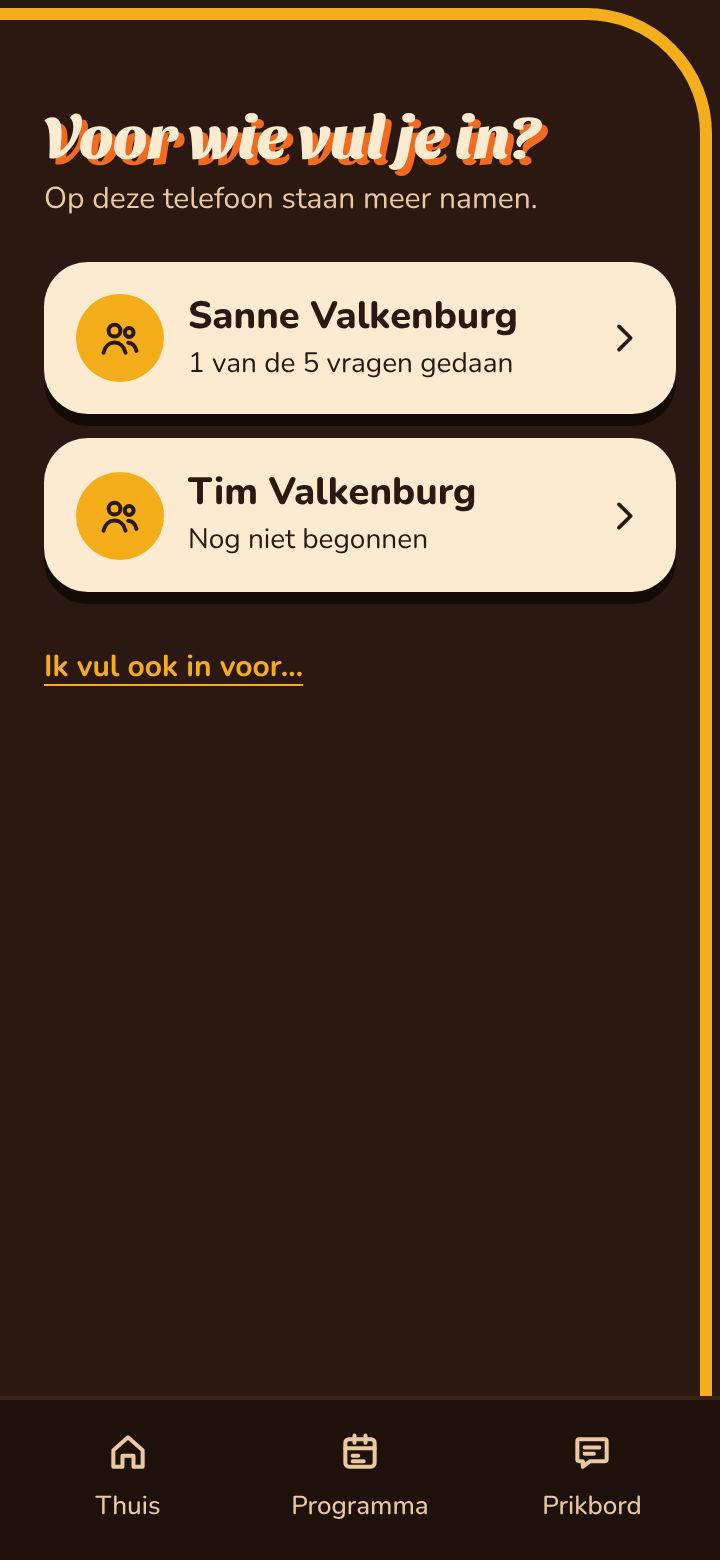 Voor wie vul je in?
Op deze telefoon staan meer namen.
Sanne Valkenburg
1 van de 5 vragen gedaan
Tim Valkenburg
Nog niet begonnen
Ik vul ook in voor...
Thuis
Programma
Prikbord